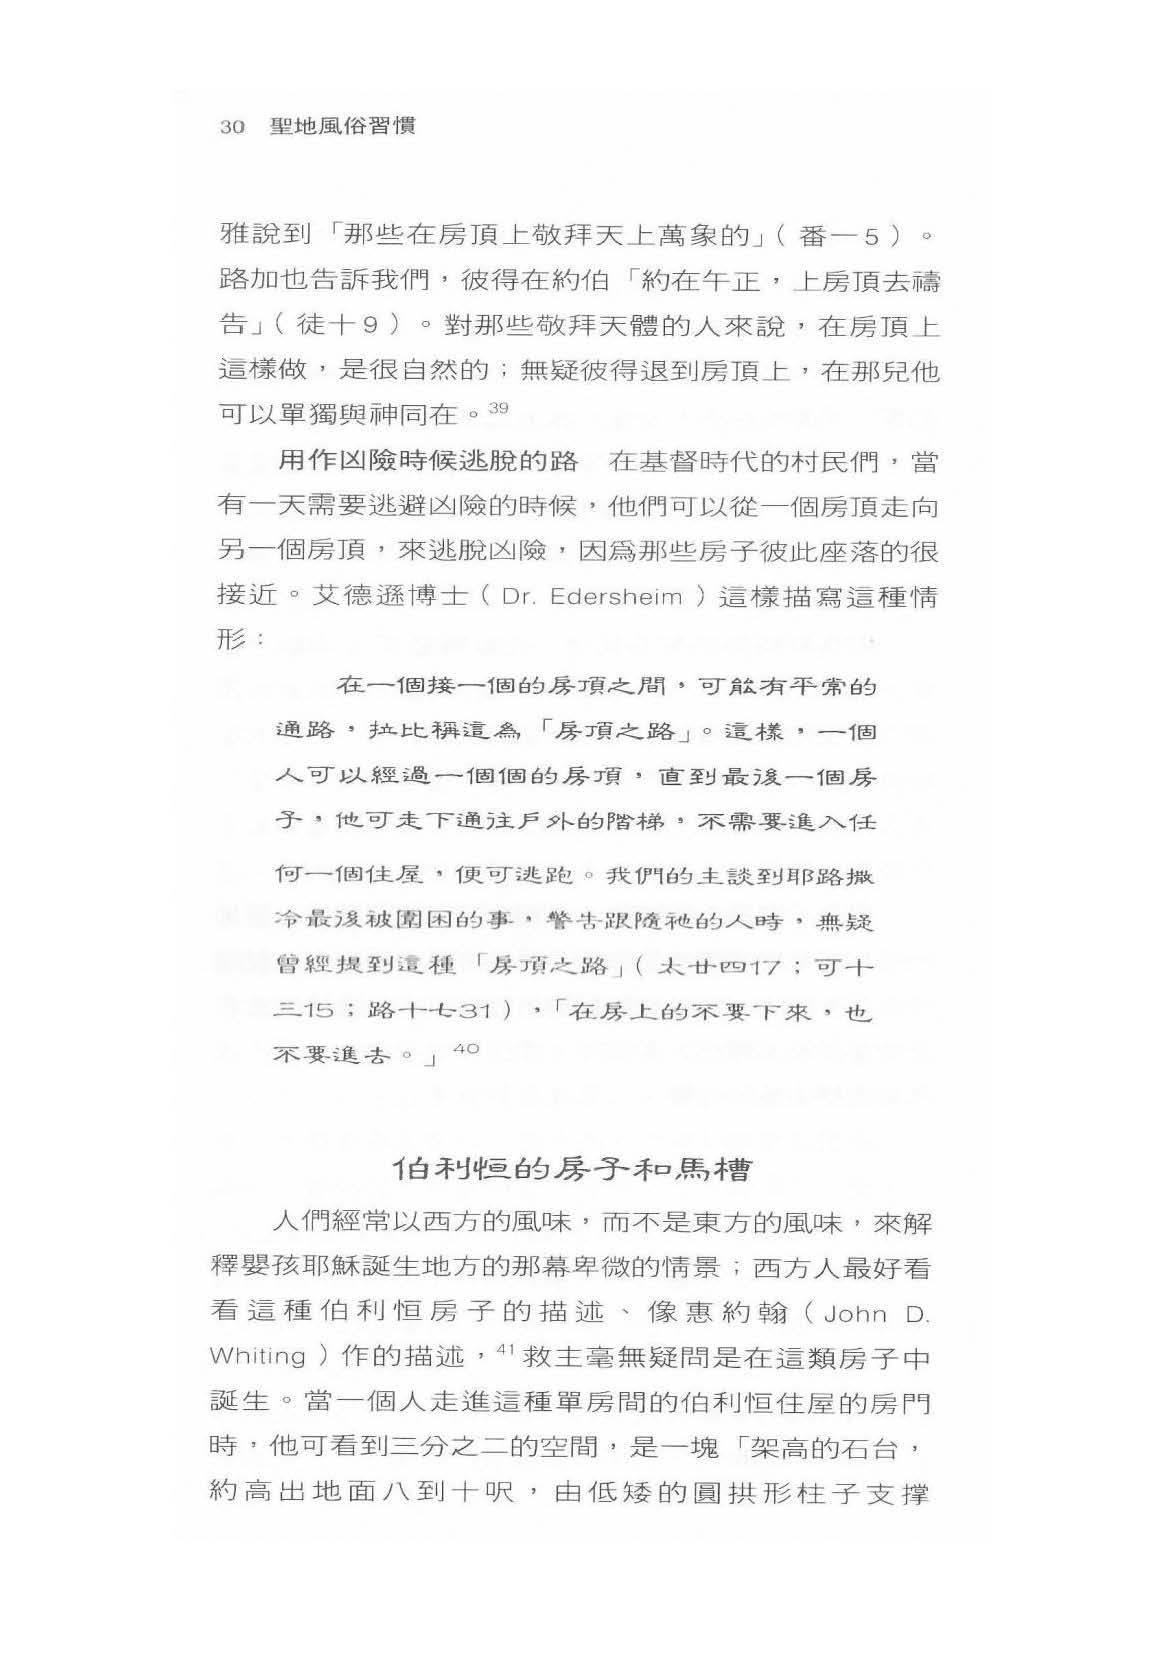 30 聖地風俗習慣
雅說到「那些在房頂上敬拜天上萬象的」（番一5）。
路加也告訴我們，彼得在約伯「約在午正，上房頂去禱
告」（徒十9）。對那些敬拜天體的人來說，在房頂上
這樣做，是很自然的；無疑彼得退到房頂上，在那兒他
可以單獨與神同在。39
用作凶險時候逃脫的路　在基督時代的村民們，當
有一天需要逃避凶險的時候，他們可以從一個房頂走向
另一個房頂，來逃脫凶險，因爲那些房子彼此座落的很
接近。艾德遜博士（Dr. Edersheim）這樣描寫這種情
形：
在一個接一個的房頂之間，可能有平常的
通路，拉比稱這為「房頂之路」。這樣，一個
人可以經過一個個的房頂，直到最後一個房
子，他可走下通往戶外的階梯，不需要進入任
何一個住屋，便可逃跑。我們的主談到耶路撒
冷最後被圍困的事，警告跟隨祂的人時，無疑
曾經提到這種「房頂之路」（太廿四17；可十
三15；路十七31），「在房上的不要下來，也
不要進去。」40
伯利恒的房子和馬槽
人們經常以西方的風味，而不是東方的風味，來解
釋嬰孩耶穌誕生地方的那幕卑微的情景；西方人最好看
看這種伯利恒房子的描述、像惠約翰（John D.
Whiting）作的描述，41救主毫無疑問是在這類房子中
誕生。當一個人走進這種單房間的伯利恒住屋的房門
時，他可看到三分之二的空間，是一塊「架高的石台，
約高出地面八到十呎，由低矮的圓拱形柱子支撐